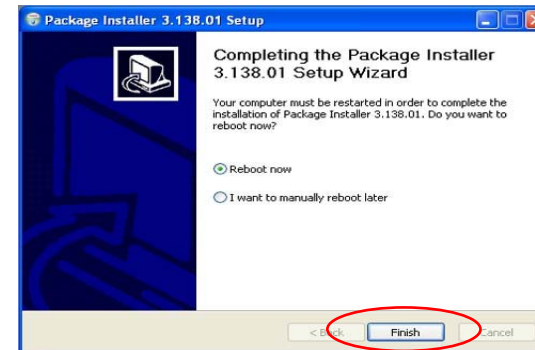 Package Installer 3.138.01 Setup
Completing the Package Installer
3.138.01 Setup Wizard
Your computer must be restarted in order to complete the
installation of Package Installer 3.138.01. Do you want to
reboot now?
Reboot now
I want to manually reboot later
< Back Finish Cancel